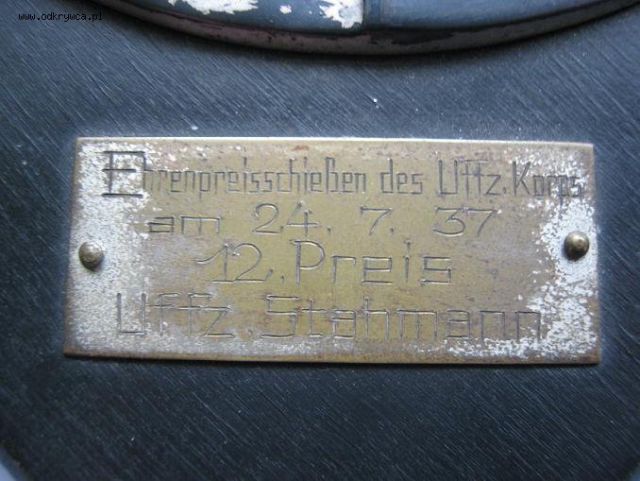 www.odkrywca.pl
Ehrenpreisschießen des Uffz. Korps.
am 24. 7. 37
12. Preis
Uffz. Stahmann